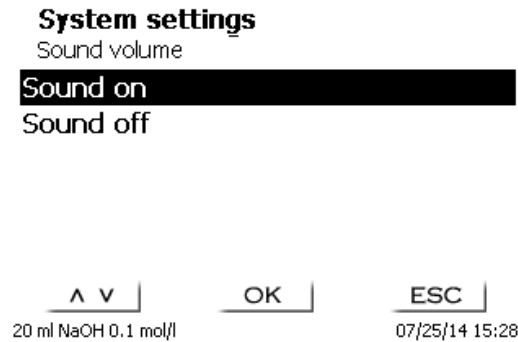 System settings
Sound volume
Sound on
Sound off
∧ ∨ OK ESC
20 ml NaOH 0.1 mol/l 07/25/14 15:28